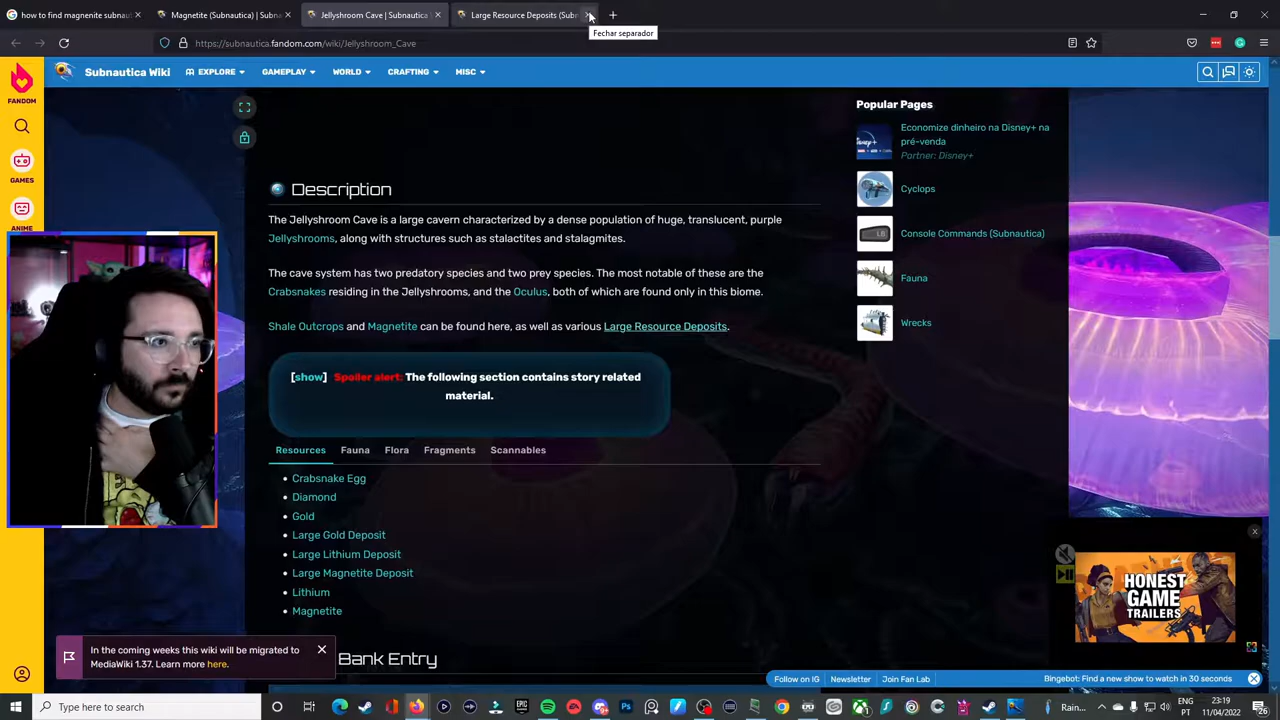 how to find magnenite subnauti
Magnetite (Subnautica) | Subna
Jellyshroom Cave | Subnautica
Large Resource Deposits (Subn
Fechar separador
https://subnautica.fandom.com/wiki/Jellyshroom_Cave
FANDOM
GAMES
ANIME
Subnautica Wiki
EXPLORE
GAMEPLAY
WORLD
CRAFTING
MISC
Description
The Jellyshroom Cave is a large cavern characterized by a dense population of huge, translucent, purple
Jellyshrooms, along with structures such as stalactites and stalagmites.
The cave system has two predatory species and two prey species. The most notable of these are the
Crabsnakes residing in the Jellyshrooms, and the Oculus, both of which are found only in this biome.
Shale Outcrops and Magnetite can be found here, as well as various Large Resource Deposits.
[show] Spoiler alert: The following section contains story related
material.
Resources Fauna Flora Fragments Scannables
Crabsnake Egg
Diamond
Gold
Large Gold Deposit
Large Lithium Deposit
Large Magnetite Deposit
Lithium
Magnetite
Bank Entry
Popular Pages
Economize dinheiro na Disney+ na
pré-venda
Partner: Disney+
Cyclops
Console Commands (Subnautica)
Fauna
Wrecks
HONEST
GAME
TRAILERS
In the coming weeks this wiki will be migrated to
MediaWiki 1.37. Learn more here.
Follow on IG
Newsletter
Join Fan Lab
Bingebot: Find a new show to watch in 30 seconds
Type here to search
POR
PT
23:19
11/04/2022